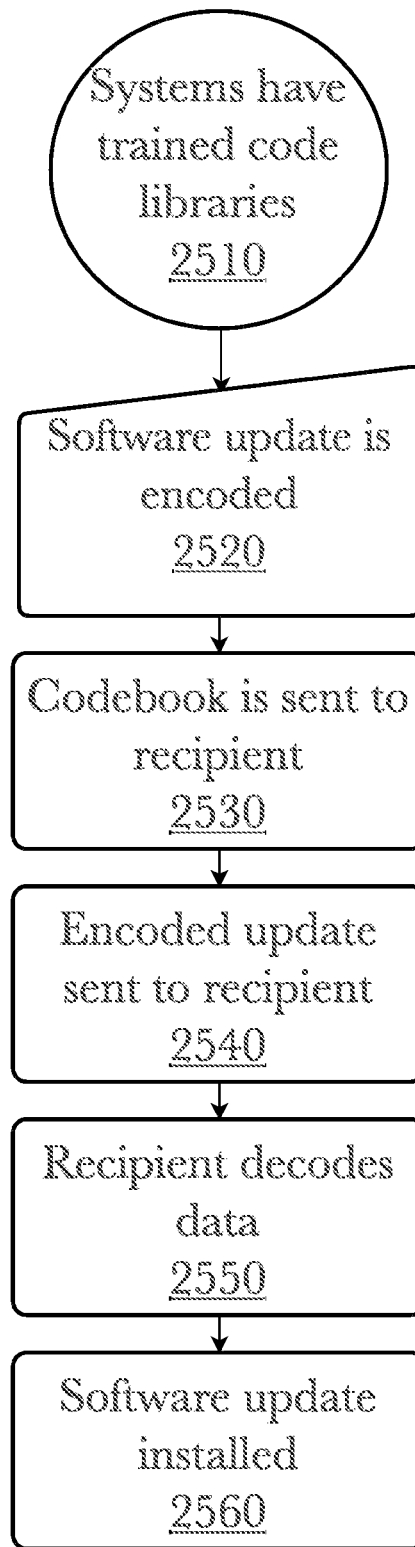 Systems have
trained code
libraries
2510
Software update is
encoded
2520
Codebook is sent to
recipient
2530
Encoded update
sent to recipient
2540
Recipient decodes
data
2550
Software update
installed
2560